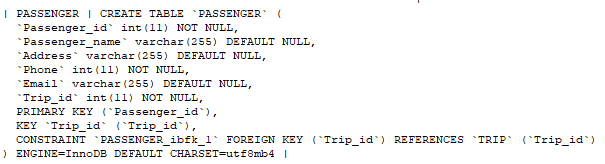 | PASSENGER | CREATE TABLE `PASSENGER` (
  `Passenger_id` int(11) NOT NULL,
  `Passenger_name` varchar(255) DEFAULT NULL,
  `Address` varchar(255) DEFAULT NULL,
  `Phone` int(11) NOT NULL,
  `Email` varchar(255) DEFAULT NULL,
  `Trip_id` int(11) NOT NULL,
  PRIMARY KEY (`Passenger_id`),
  KEY `Trip_id` (`Trip_id`),
  CONSTRAINT `PASSENGER_ibfk_1` FOREIGN KEY (`Trip_id`) REFERENCES `TRIP` (`Trip_id`)
) ENGINE=InnoDB DEFAULT CHARSET=utf8mb4 |